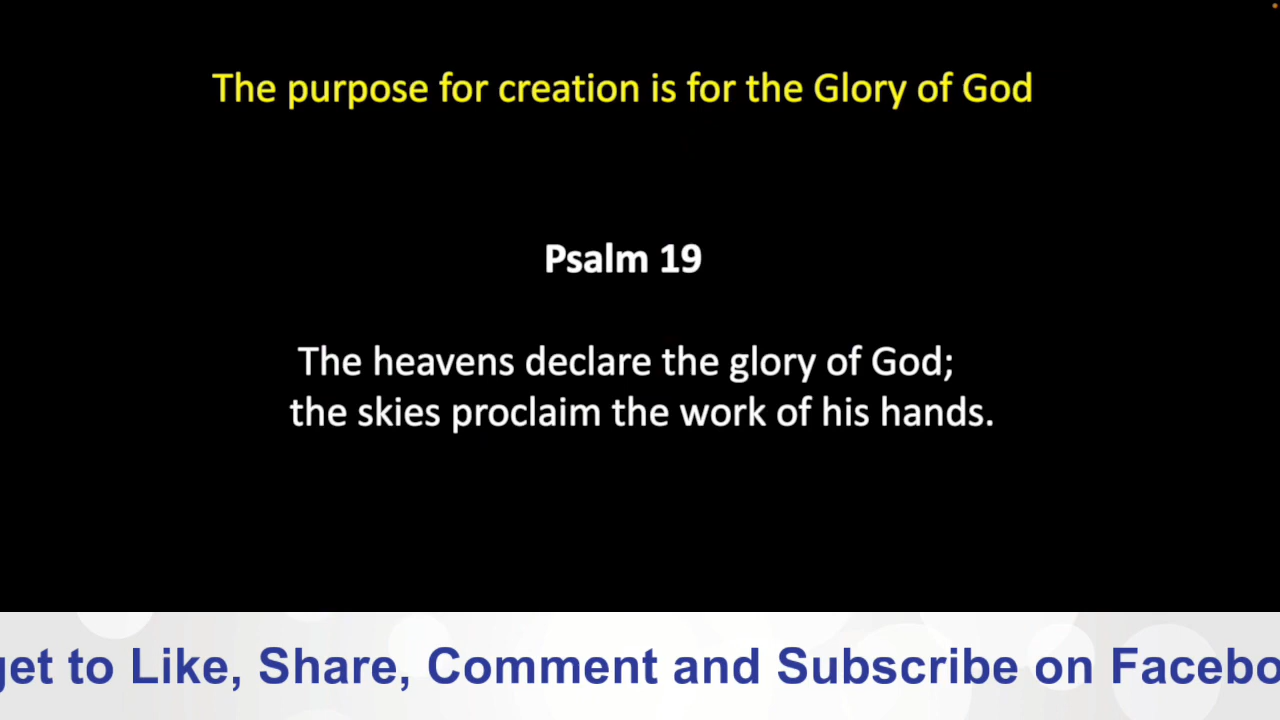 The purpose for creation is for the Glory of God
Psalm 19
The heavens declare the glory of God;
the skies proclaim the work of his hands.
get to Like, Share, Comment and Subscribe on Facebo